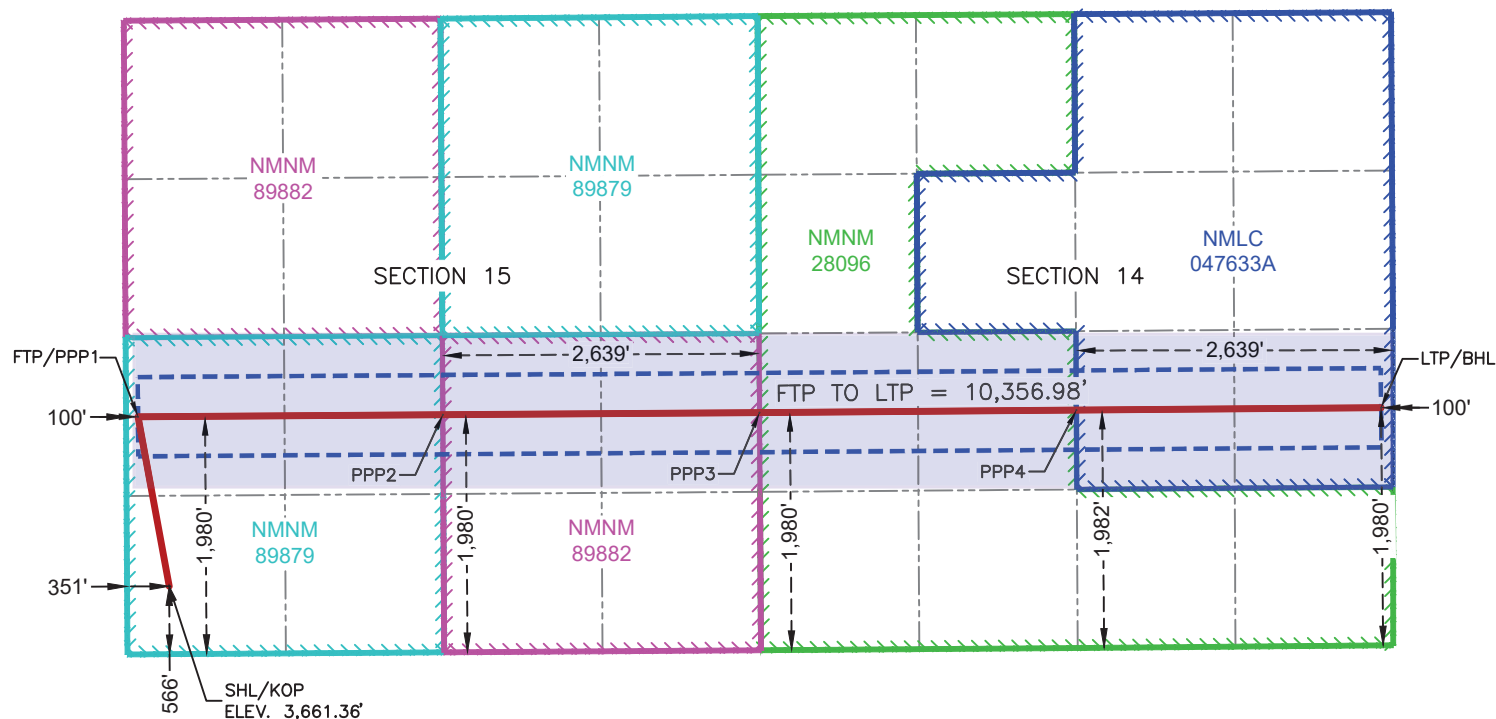 NMNM
89882
NMNM
89879
NMNM
28096
NMLC
047633A
SECTION 15
SECTION 14
FTP/PPP1
2,639'
2,639'
LTP/BHL
FTP TO LTP = 10,356.98'
100'
100'
PPP2
PPP3
PPP4
1,980'
1,980'
1,980'
1,982'
1,980'
NMNM
89879
NMNM
89882
351'
566'
SHL/KOP
ELEV. 3,661.36'